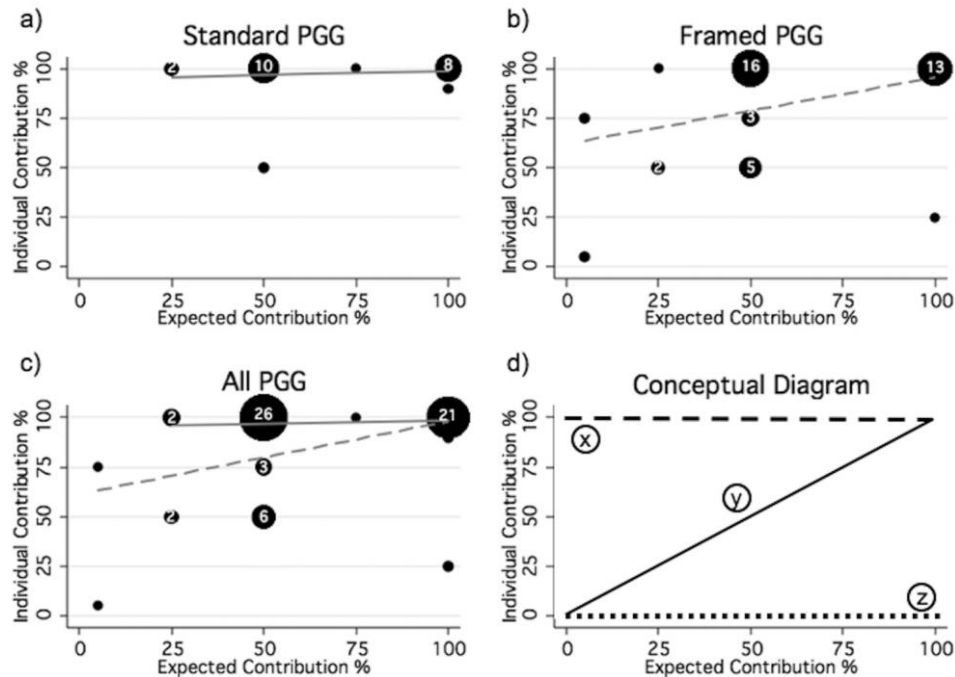 a)
Standard PGG
Individual Contribution %
100
75
50
25
0
2
10
8
0 25 50 75 100
Expected Contribution %
b)
Framed PGG
Individual Contribution %
100
75
50
25
0
16
13
3
2
5
0 25 50 75 100
Expected Contribution %
c)
All PGG
Individual Contribution %
100
75
50
25
0
2
26
21
3
2
6
0 25 50 75 100
Expected Contribution %
d)
Conceptual Diagram
Individual Contribution %
100
75
50
25
0
x
y
z
0 25 50 75 100
Expected Contribution %